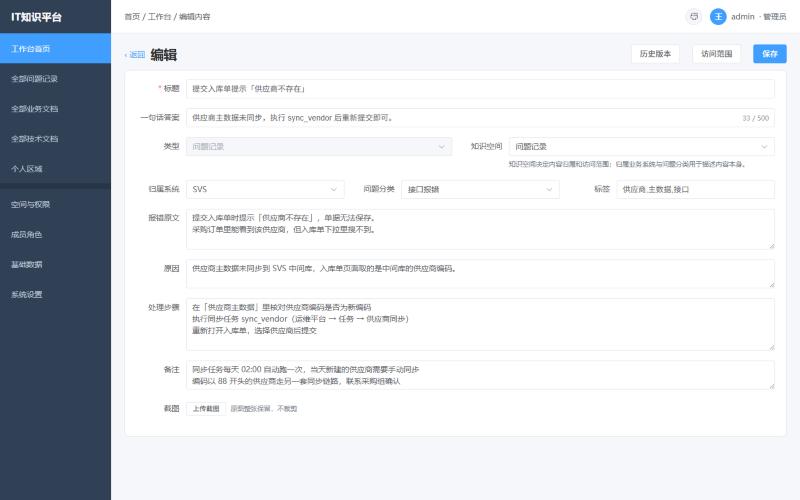 IT知识平台
首页 / 工作台 / 编辑内容
王 admin · 管理员
工作台首页
全部问题记录
全部业务文档
全部技术文档
个人区域
空间与权限
成员角色
基础数据
系统设置
‹ 返回 编辑
历史版本
访问范围
保存
* 标题 提交入库单提示「供应商不存在」
一句话答案 供应商主数据未同步，执行 sync_vendor 后重新提交即可。 33 / 500
类型 问题记录 知识空间 问题记录
知识空间决定内容归属和访问范围；归属业务系统与问题分类用于描述内容本身。
归属系统 SVS 问题分类 接口报错 标签 供应商,主数据,接口
报错原文 提交入库单时提示「供应商不存在」，单据无法保存。
采购订单里能看到该供应商，但入库单下拉里搜不到。
原因 供应商主数据未同步到 SVS 中间库，入库单页面取的是中间库的供应商编码。
处理步骤 在「供应商主数据」里核对供应商编码是否为新编码
执行同步任务 sync_vendor（运维平台 → 任务 → 供应商同步）
重新打开入库单，选择供应商后提交
备注 同步任务每天 02:00 自动跑一次，当天新建的供应商需要手动同步
编码以 88 开头的供应商走另一套同步链路，联系采购组确认
截图 上传截图 原图整张保留，不裁剪